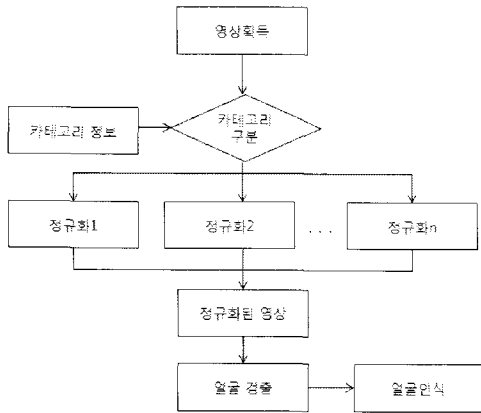 영상획득
카테고리
구분
카테고리 정보
정규화1
정규화2
. . .
정규화n
정규화된 영상
얼굴 검출
얼굴인식